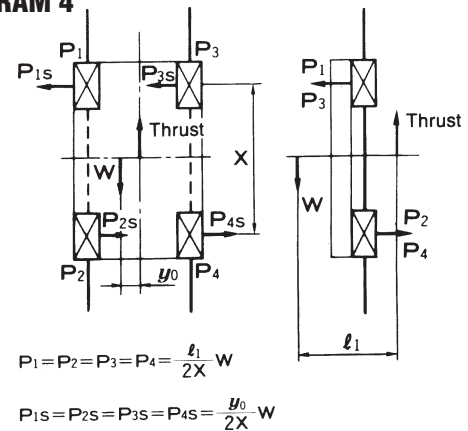 RAM 4
P1 P3
P1s P3s
Thrust
W
X
P2s P4s
P2 P4
y0
P1
P3
Thrust
W
P2
P4
ℓ1
P1=P2=P3=P4=ℓ1/2X W
P1s=P2s=P3s=P4s=y0/2X W